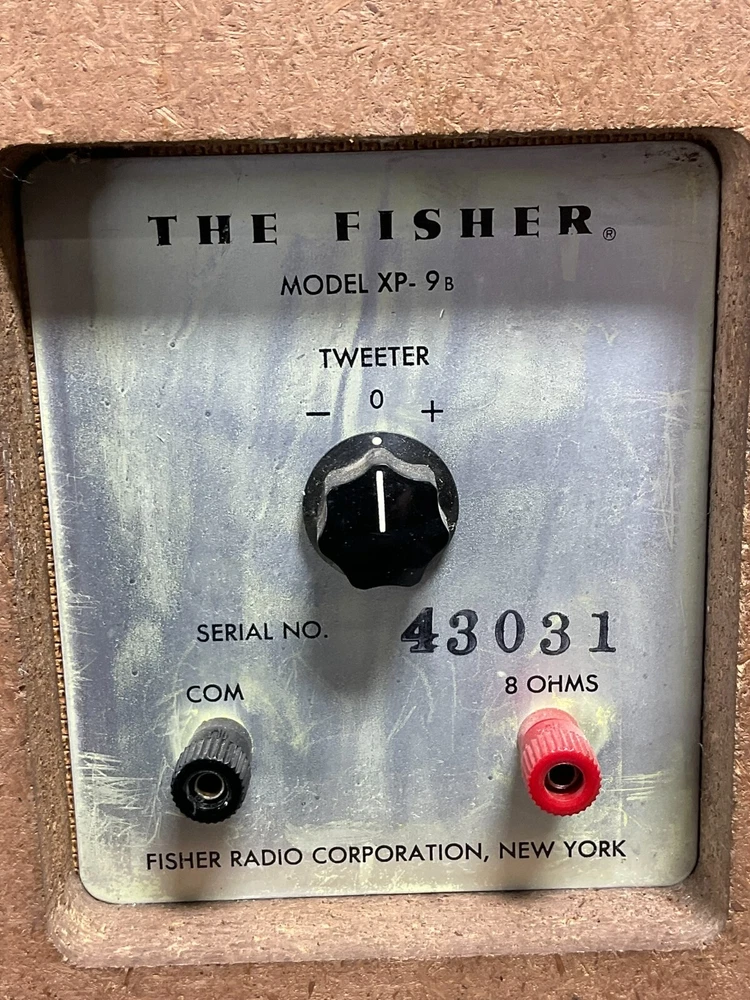 THE FISHER®
MODEL XP- 9B
TWEETER
− 0 +
SERIAL NO. 43031
COM 8 OHMS
FISHER RADIO CORPORATION, NEW YORK